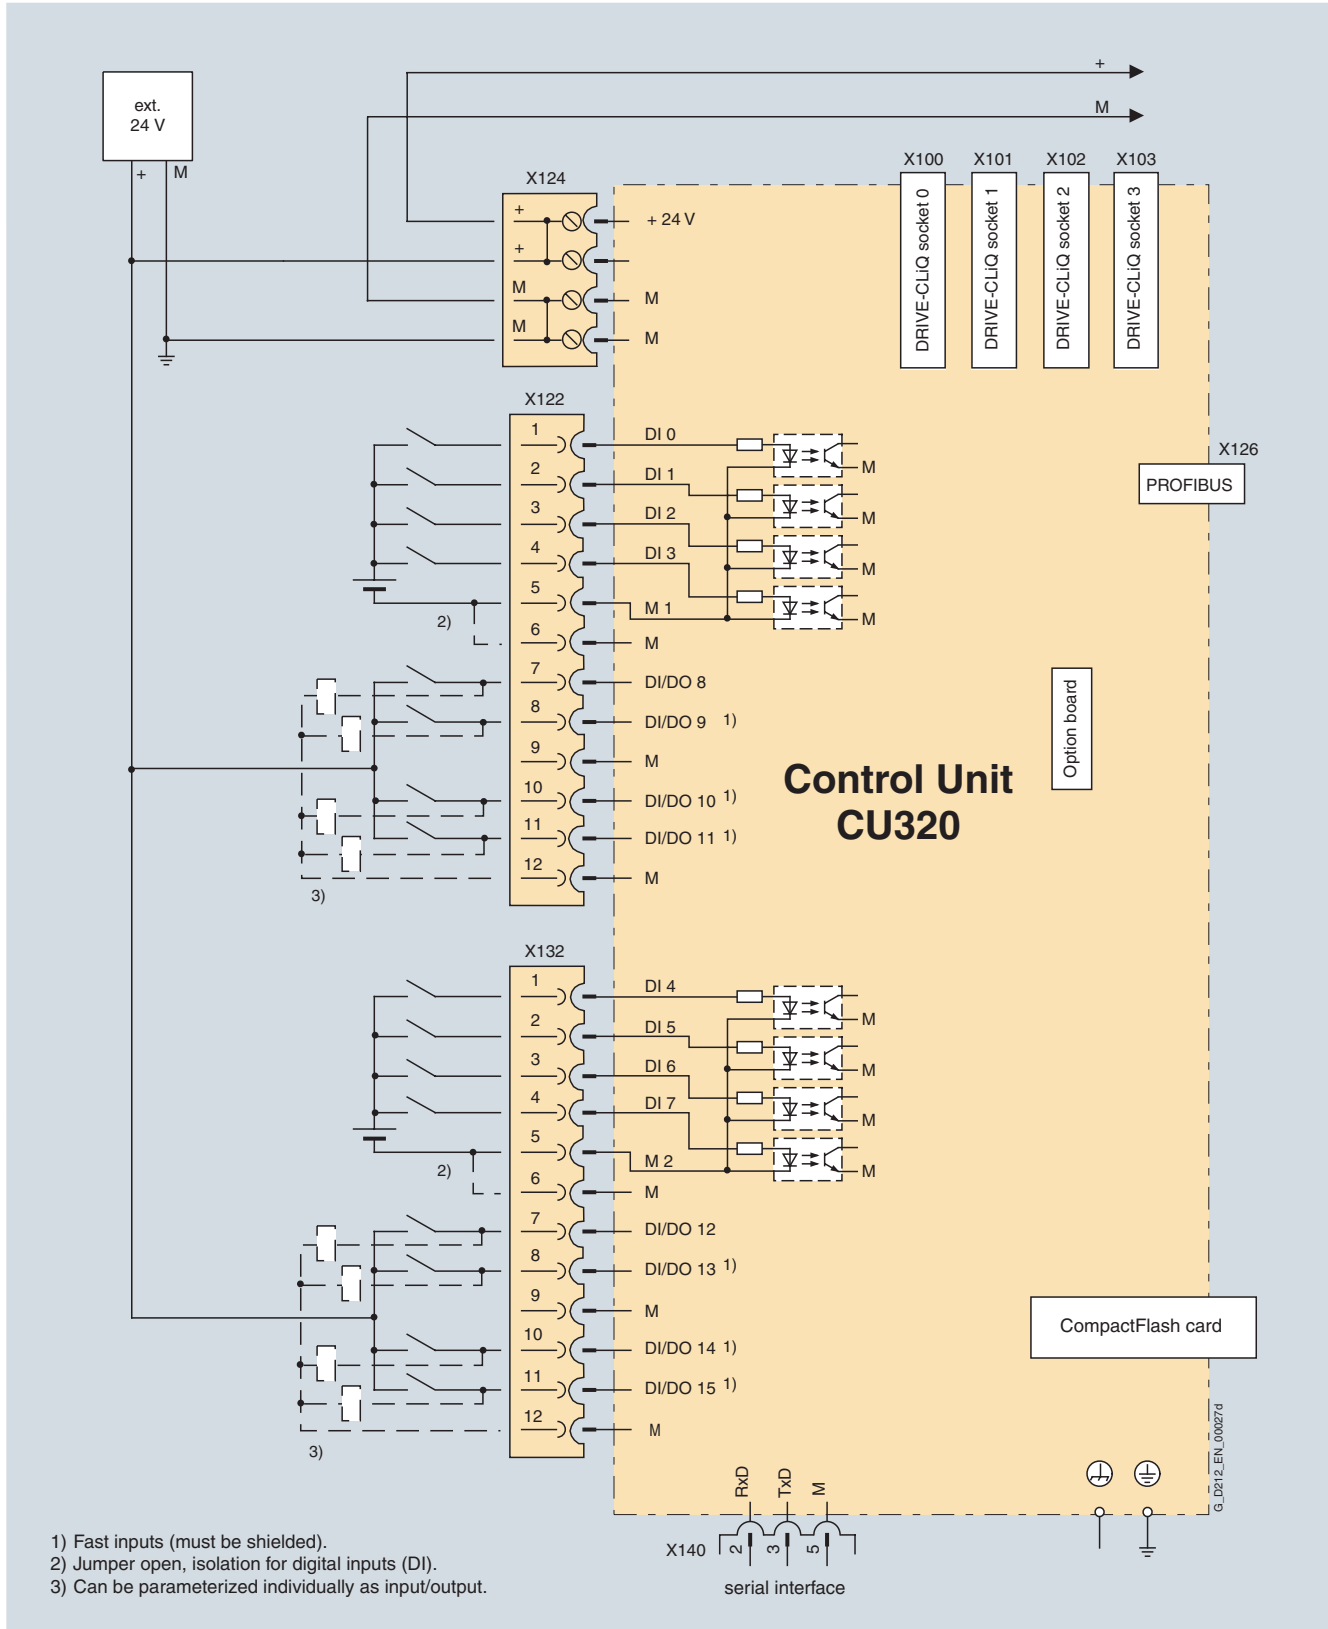 +
M
ext.
24 V
+ M
X100 X101 X102 X103
DRIVE-CLiQ socket 0
DRIVE-CLiQ socket 1
DRIVE-CLiQ socket 2
DRIVE-CLiQ socket 3
X124
+ + 24 V
+
M M
M M
X122
1 DI 0
M
2 DI 1
M
3 DI 2
M
4 DI 3
M
5 M 1
2)
6 M
7 DI/DO 8
8 DI/DO 9 1)
9 M
10 DI/DO 10 1)
11 DI/DO 11 1)
12 M
3)
X126
PROFIBUS
Option board
Control Unit
CU320
X132
1 DI 4
M
2 DI 5
M
3 DI 6
M
4 DI 7
M
5 M 2
2)
6 M
7 DI/DO 12
8 DI/DO 13 1)
9 M
10 DI/DO 14 1)
11 DI/DO 15 1)
12 M
3)
CompactFlash card
G_D212_EN_00027d
RxD TxD M
X140 2 3 5
serial interface
1) Fast inputs (must be shielded).
2) Jumper open, isolation for digital inputs (DI).
3) Can be parameterized individually as input/output.